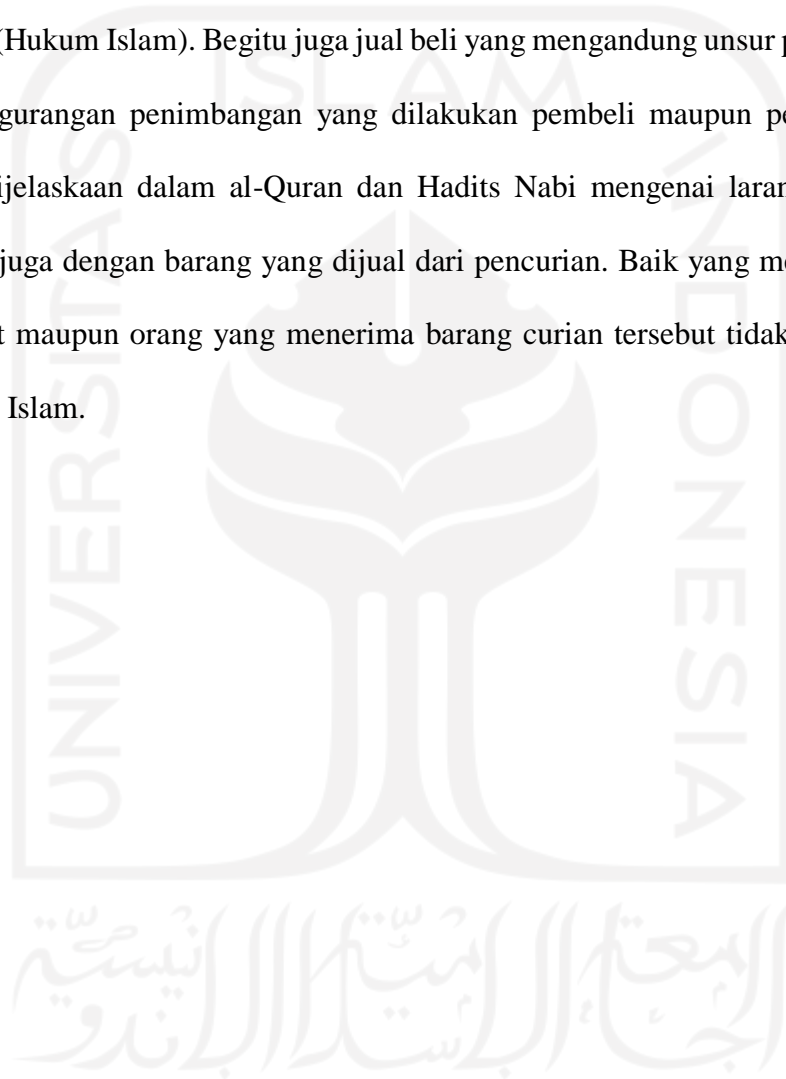 (Hukum Islam). Begitu juga jual beli yang mengandung unsur p
gurangan penimbangan yang dilakukan pembeli maupun pe
ijelaskaan dalam al-Quran dan Hadits Nabi mengenai laran
juga dengan barang yang dijual dari pencurian. Baik yang me
t maupun orang yang menerima barang curian tersebut tidak
Islam.
ISLAM
UNIVERSITAS
INDONESIA